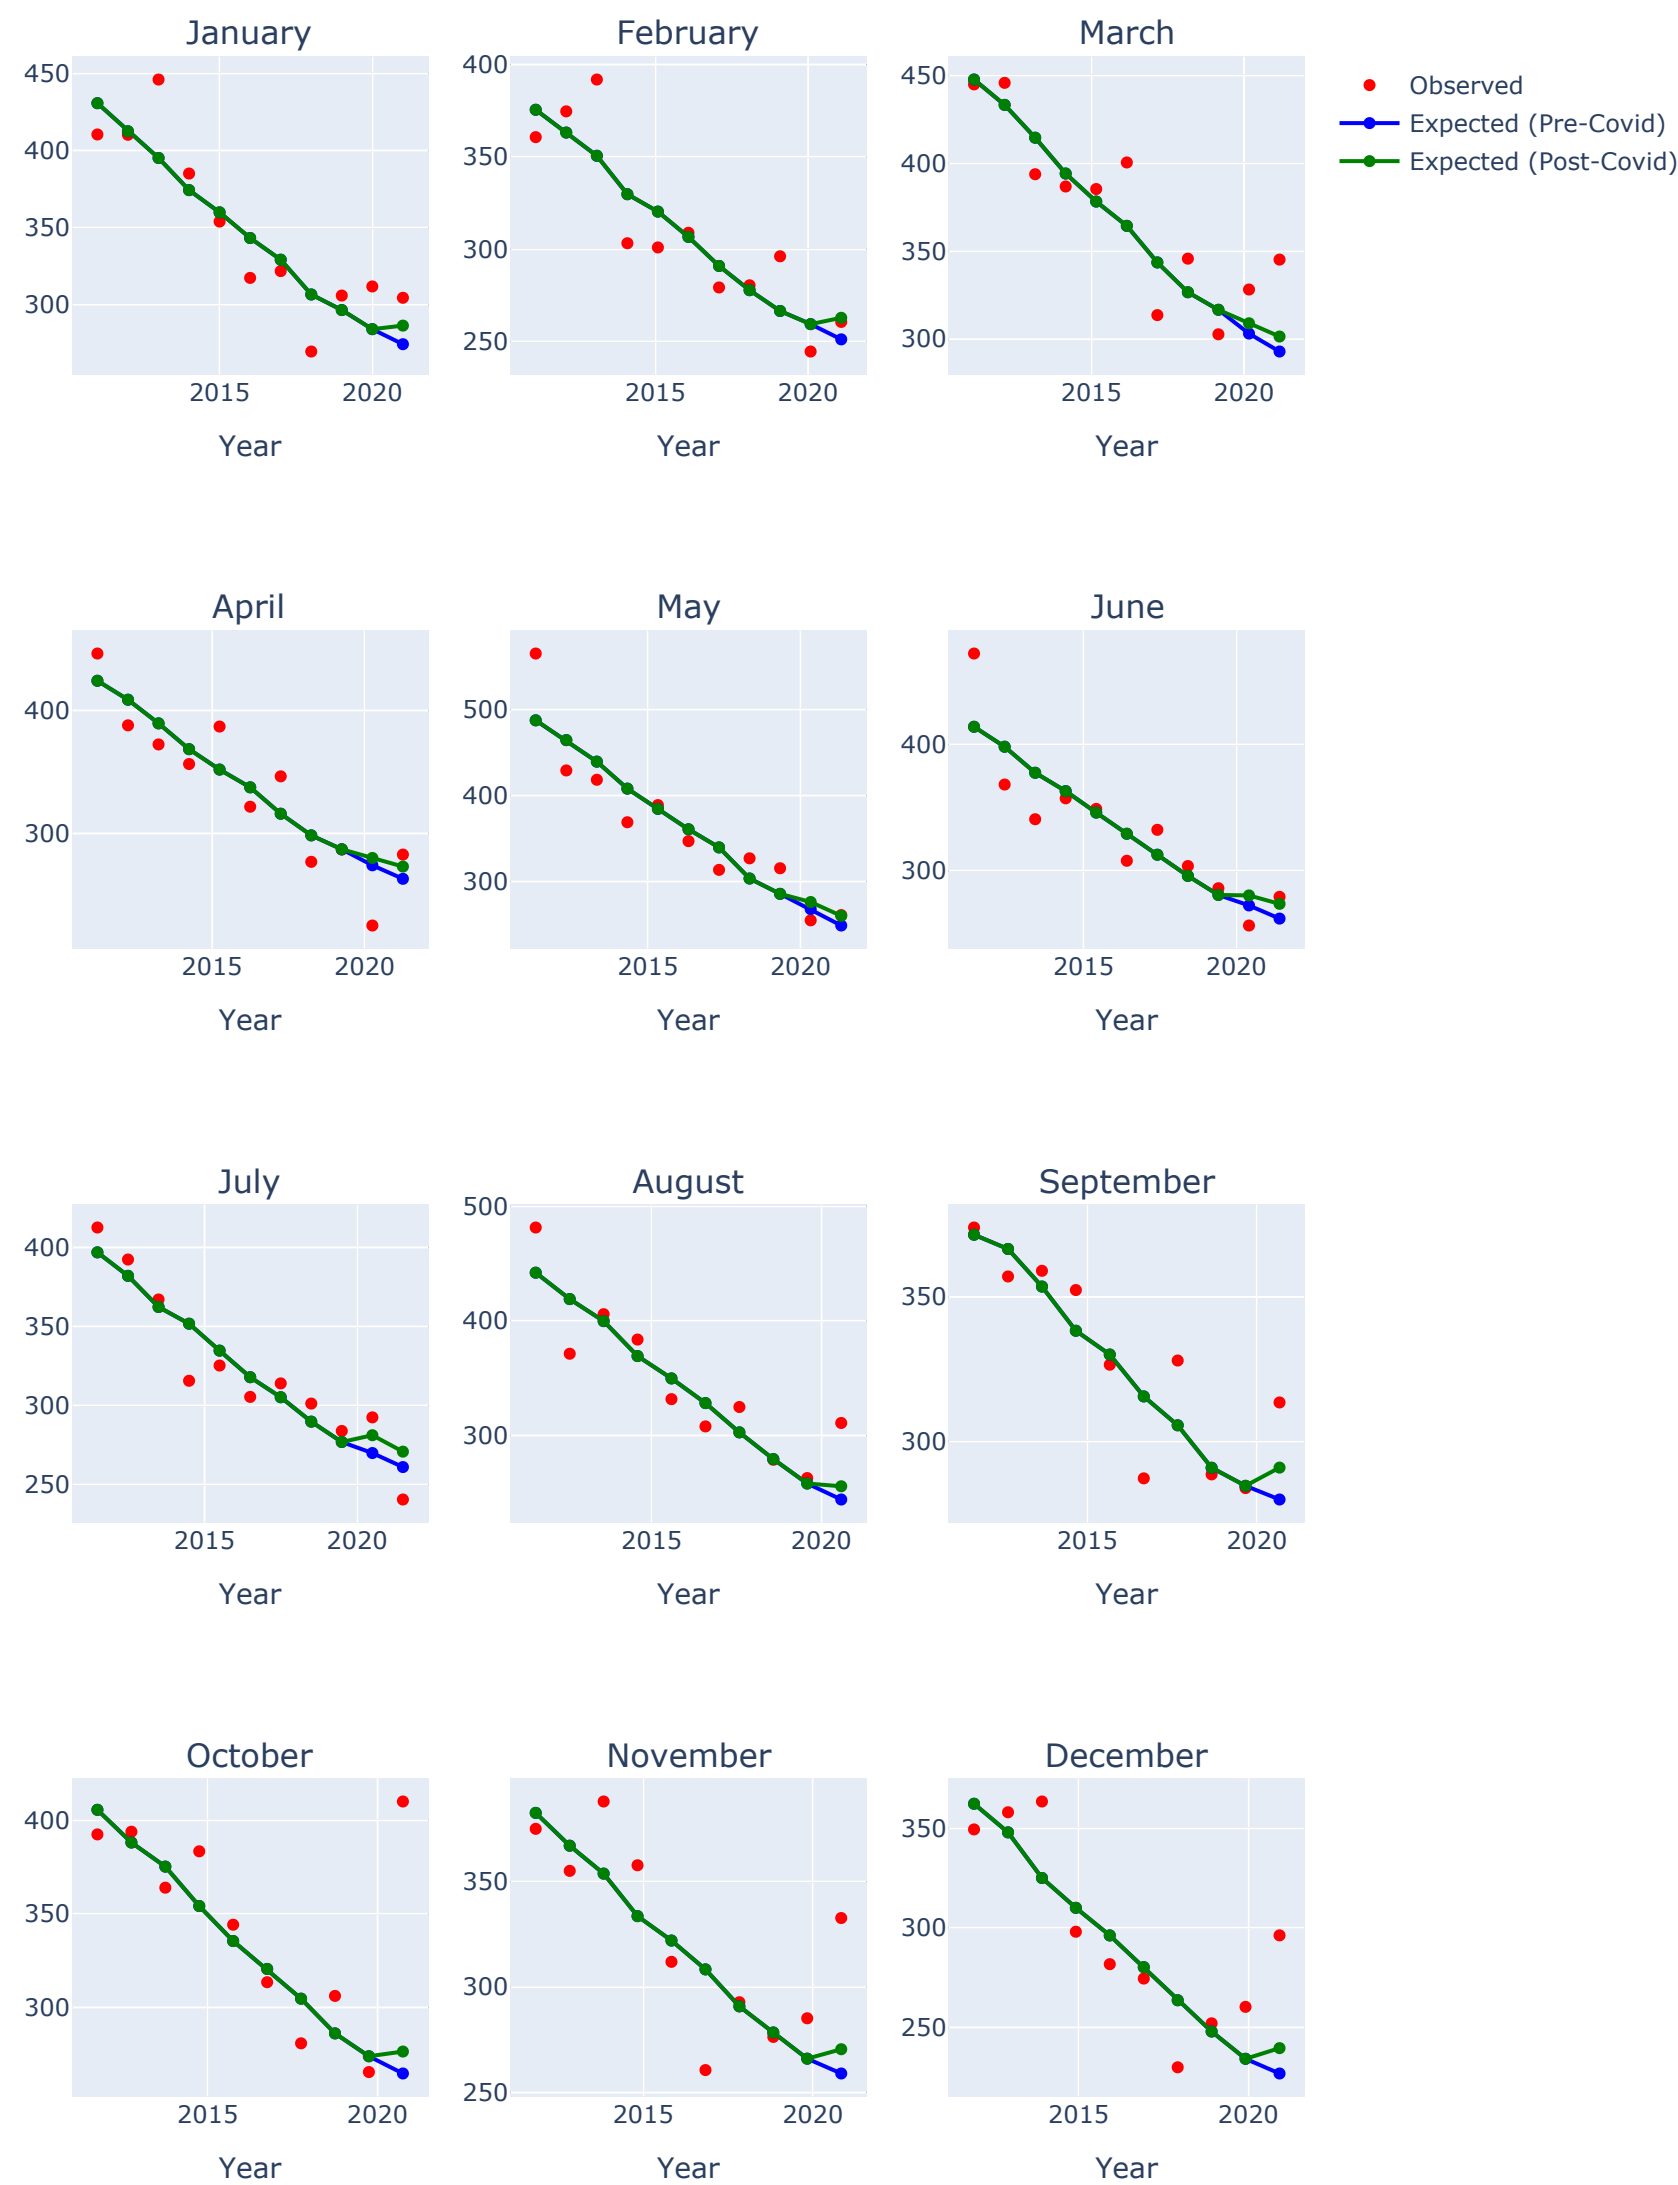 January
February
March
450
400
350
300
2015
2020
Year
400
350
300
250
2015
2020
Year
450
400
350
300
2015
2020
Year
Observed
Expected (Pre-Covid)
Expected (Post-Covid)
April
May
June
400
300
2015
2020
Year
500
400
300
2015
2020
Year
400
300
2015
2020
Year
July
August
September
400
350
300
250
2015
2020
Year
500
400
300
2015
2020
Year
350
300
2015
2020
Year
October
November
December
400
350
300
2015
2020
Year
350
300
250
2015
2020
Year
350
300
250
2015
2020
Year